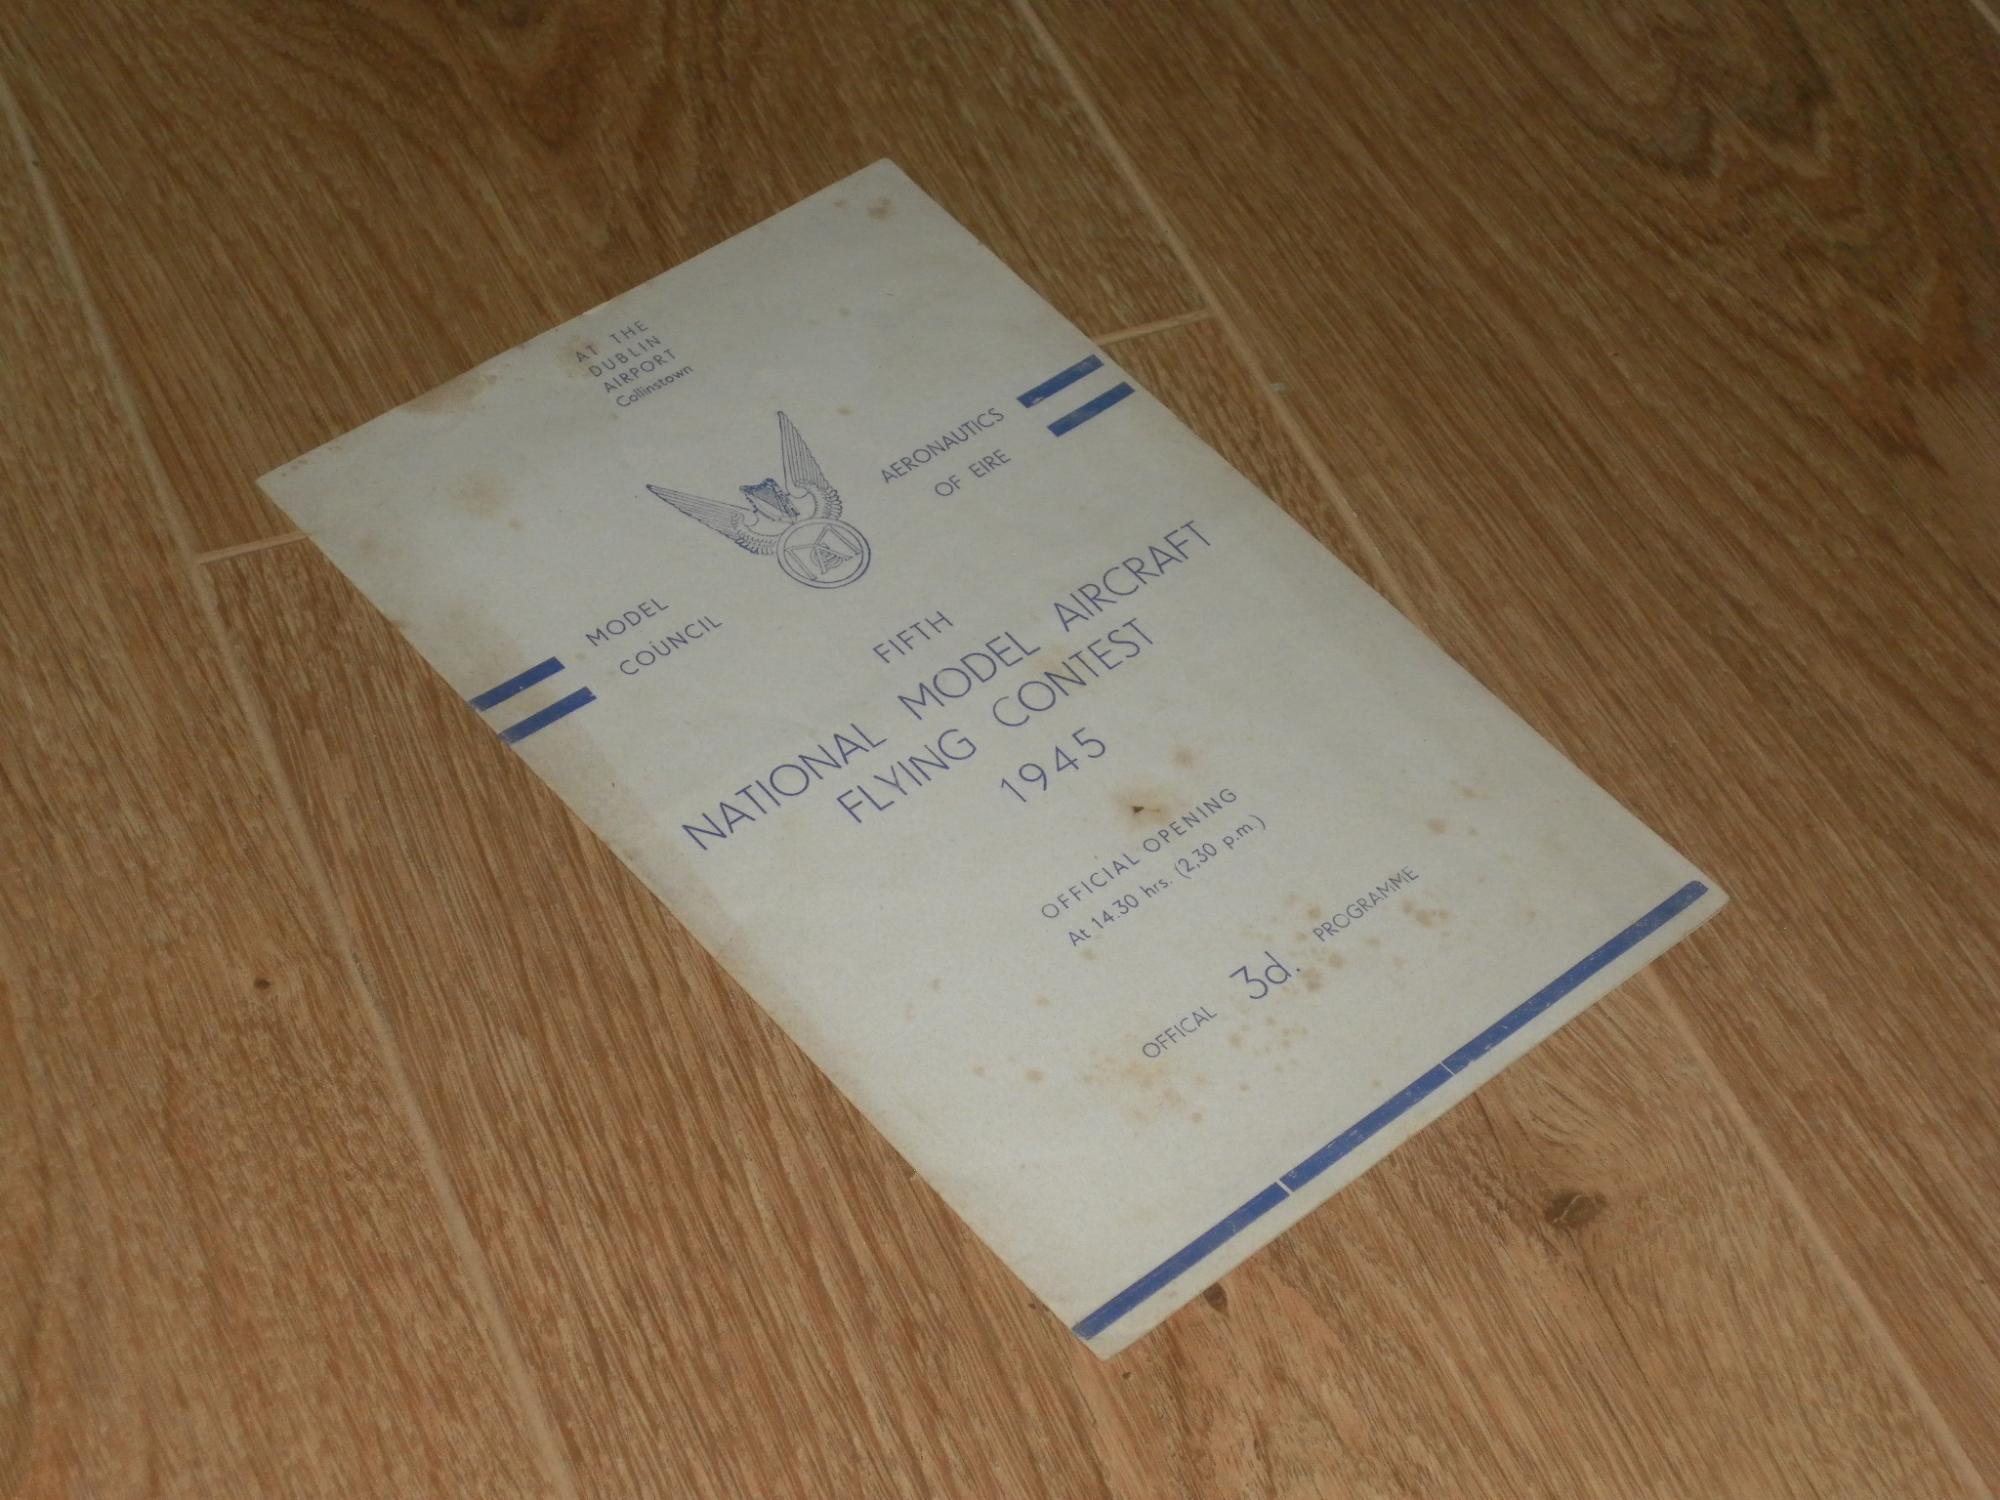 AT THE
DUBLIN
AIRPORT
Collinstown
MODEL AERONAUTICS
COUNCIL OF EIRE
FIFTH
NATIONAL MODEL AIRCRAFT
FLYING CONTEST
1945
OFFICIAL OPENING
At 14.30 hrs. (2,30 p.m.)
OFFICAL 3d. PROGRAMME